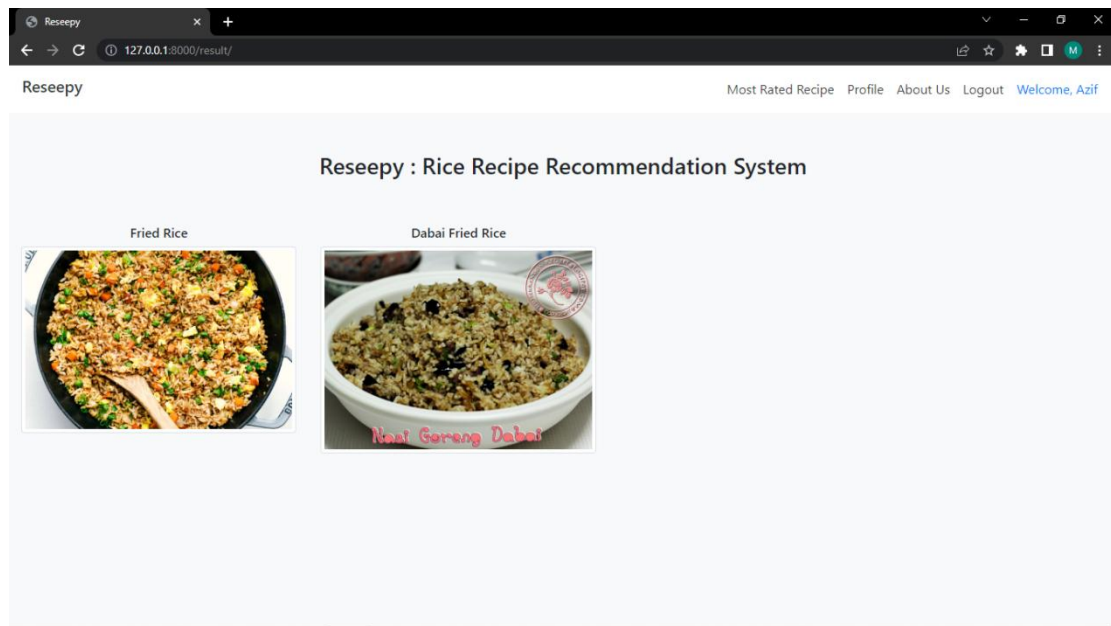 Reseepy
127.0.0.1:8000/result/
M
Reseepy
Most Rated Recipe Profile About Us Logout Welcome, Azif
Reseepy : Rice Recipe Recommendation System
Fried Rice
Dabai Fried Rice
Nasi Goreng Dabai